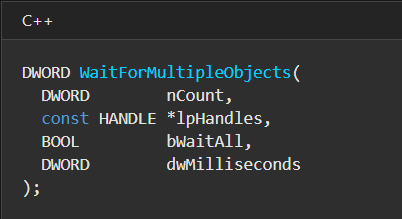 C++
DWORD WaitForMultipleObjects(
  DWORD        nCount,
  const HANDLE *lpHandles,
  BOOL         bWaitAll,
  DWORD        dwMilliseconds
);